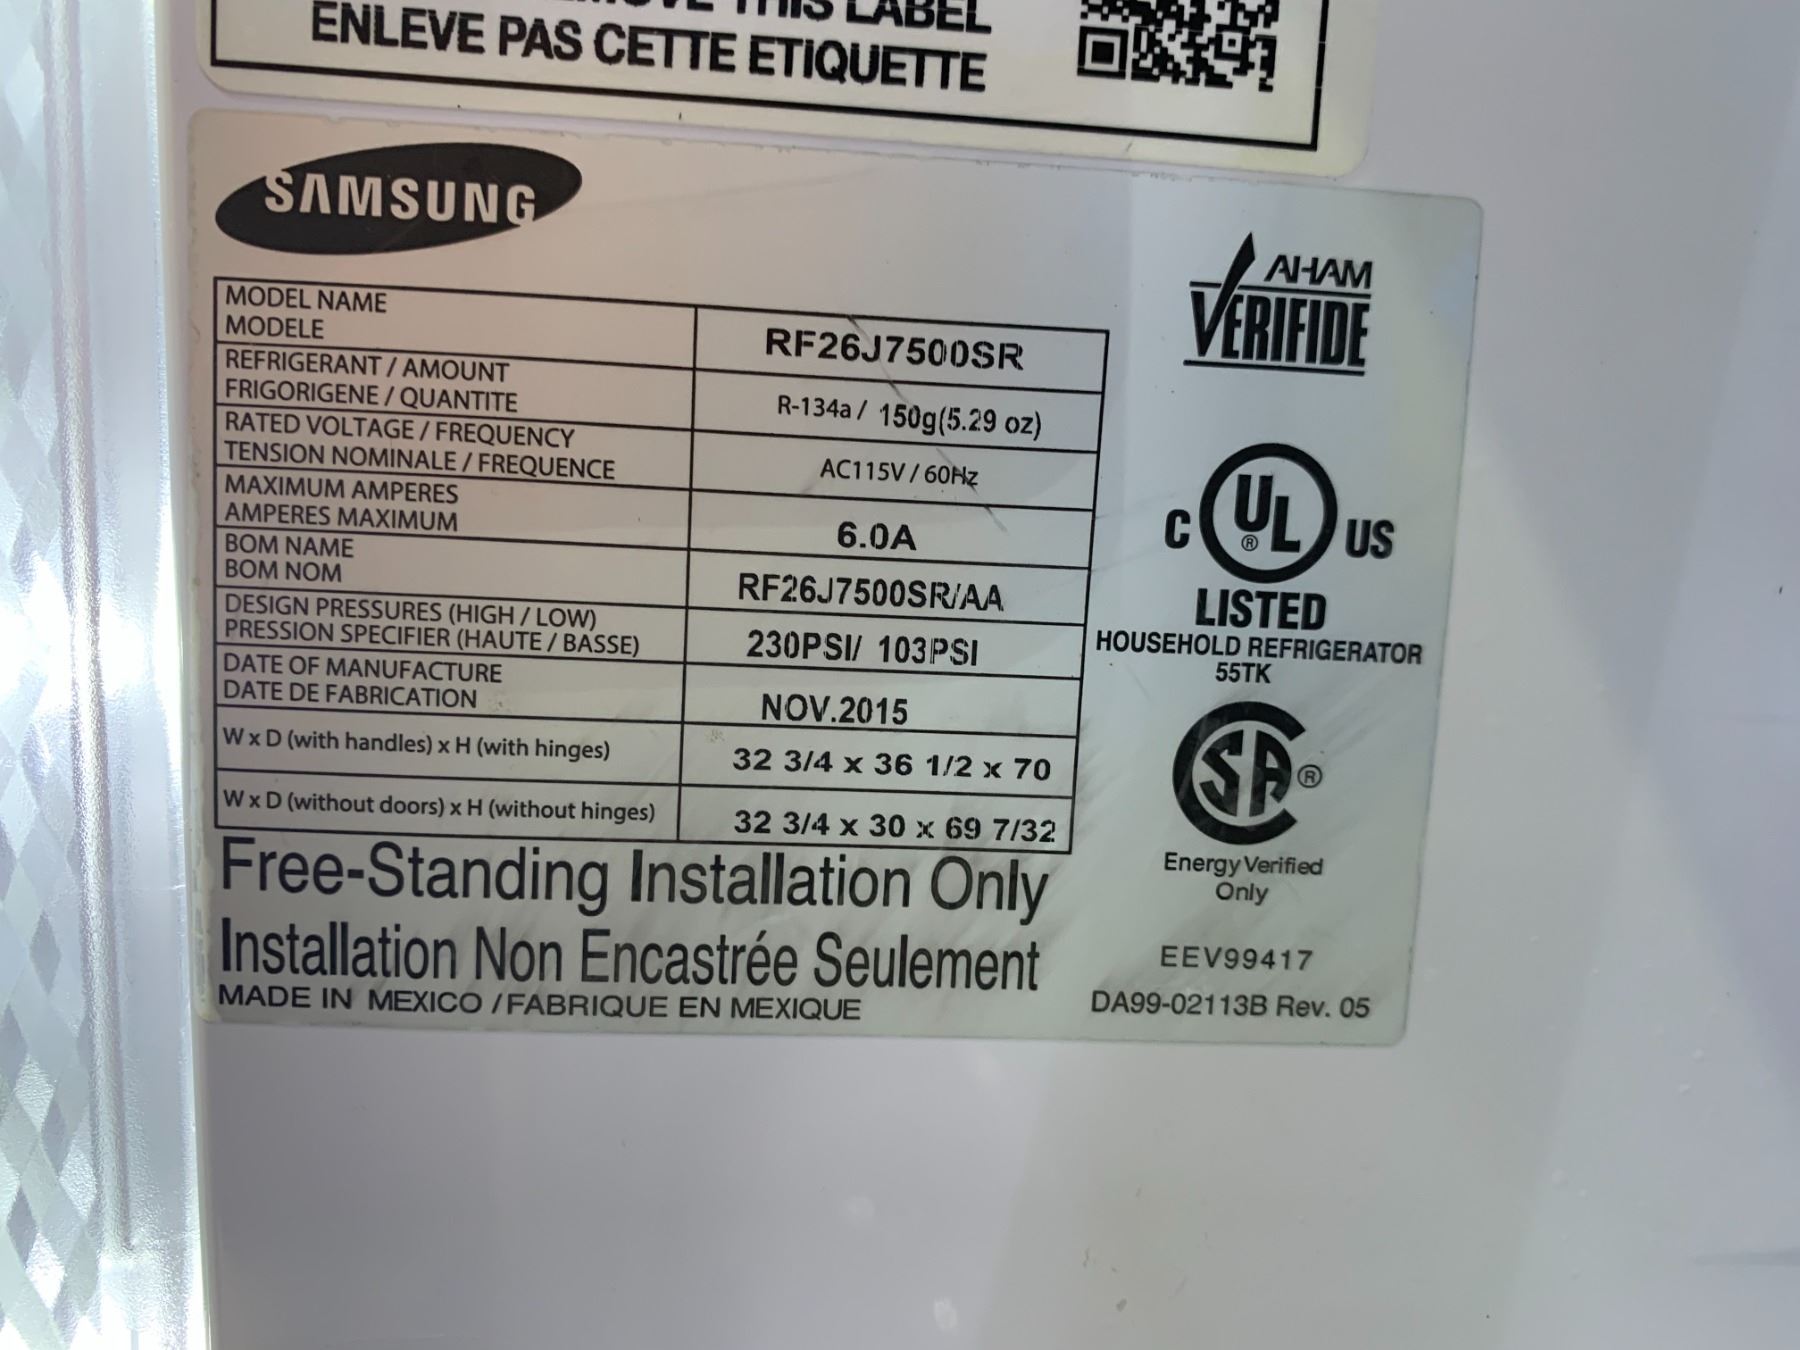 THIS LABEL
ENLEVE PAS CETTE ETIQUETTE
SAMSUNG
MODEL NAME
MODELE
RF26J7500SR
REFRIGERANT / AMOUNT
FRIGORIGENE / QUANTITE
R-134a / 150g(5.29 oz)
RATED VOLTAGE / FREQUENCY
TENSION NOMINALE / FREQUENCE
AC115V / 60Hz
MAXIMUM AMPERES
AMPERES MAXIMUM
6.0A
BOM NAME
BOM NOM
RF26J7500SR/AA
DESIGN PRESSURES (HIGH / LOW)
PRESSION SPECIFIER (HAUTE / BASSE)
230PSI/ 103PSI
DATE OF MANUFACTURE
DATE DE FABRICATION
NOV.2015
W x D (with handles) x H (with hinges)
32 3/4 x 36 1/2 x 70
W x D (without doors) x H (without hinges)
32 3/4 x 30 x 69 7/32
Free-Standing Installation Only
Installation Non Encastrée Seulement
MADE IN MEXICO / FABRIQUE EN MEXIQUE
AHAM
VERIFIDE
C UL ® US
LISTED
HOUSEHOLD REFRIGERATOR
55TK
SA ®
Energy Verified
Only
EEV99417
DA99-02113B Rev. 05